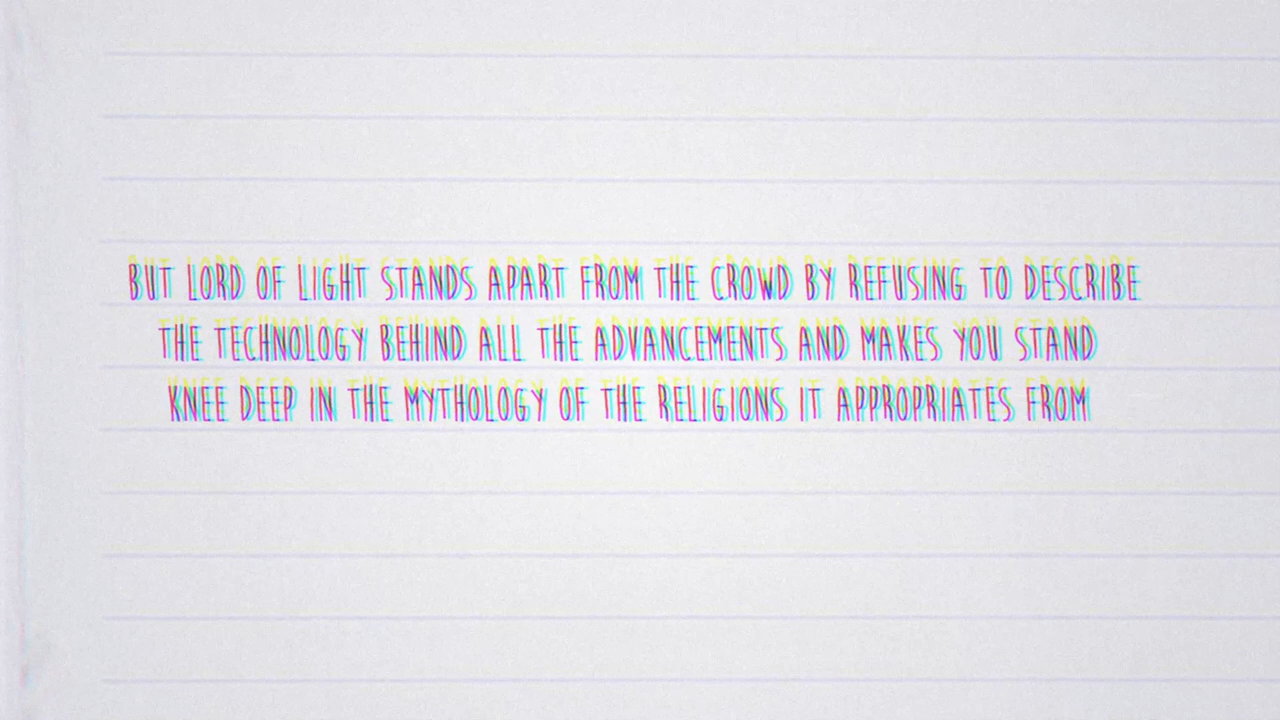 BUT LORD OF LIGHT STANDS APART FROM THE CROWD BY REFUSING TO DESCRIBE
THE TECHNOLOGY BEHIND ALL THE ADVANCEMENTS AND MAKES YOU STAND
KNEE DEEP IN THE MYTHOLOGY OF THE RELIGIONS IT APPROPRIATES FROM